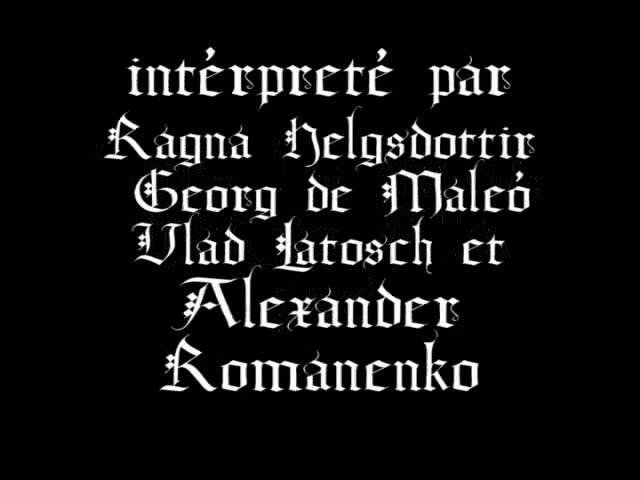 intérpreté par
Ragna Helgsdottir
Georg de Maleó
Vlad Latosch et
Alexander
Romanenko